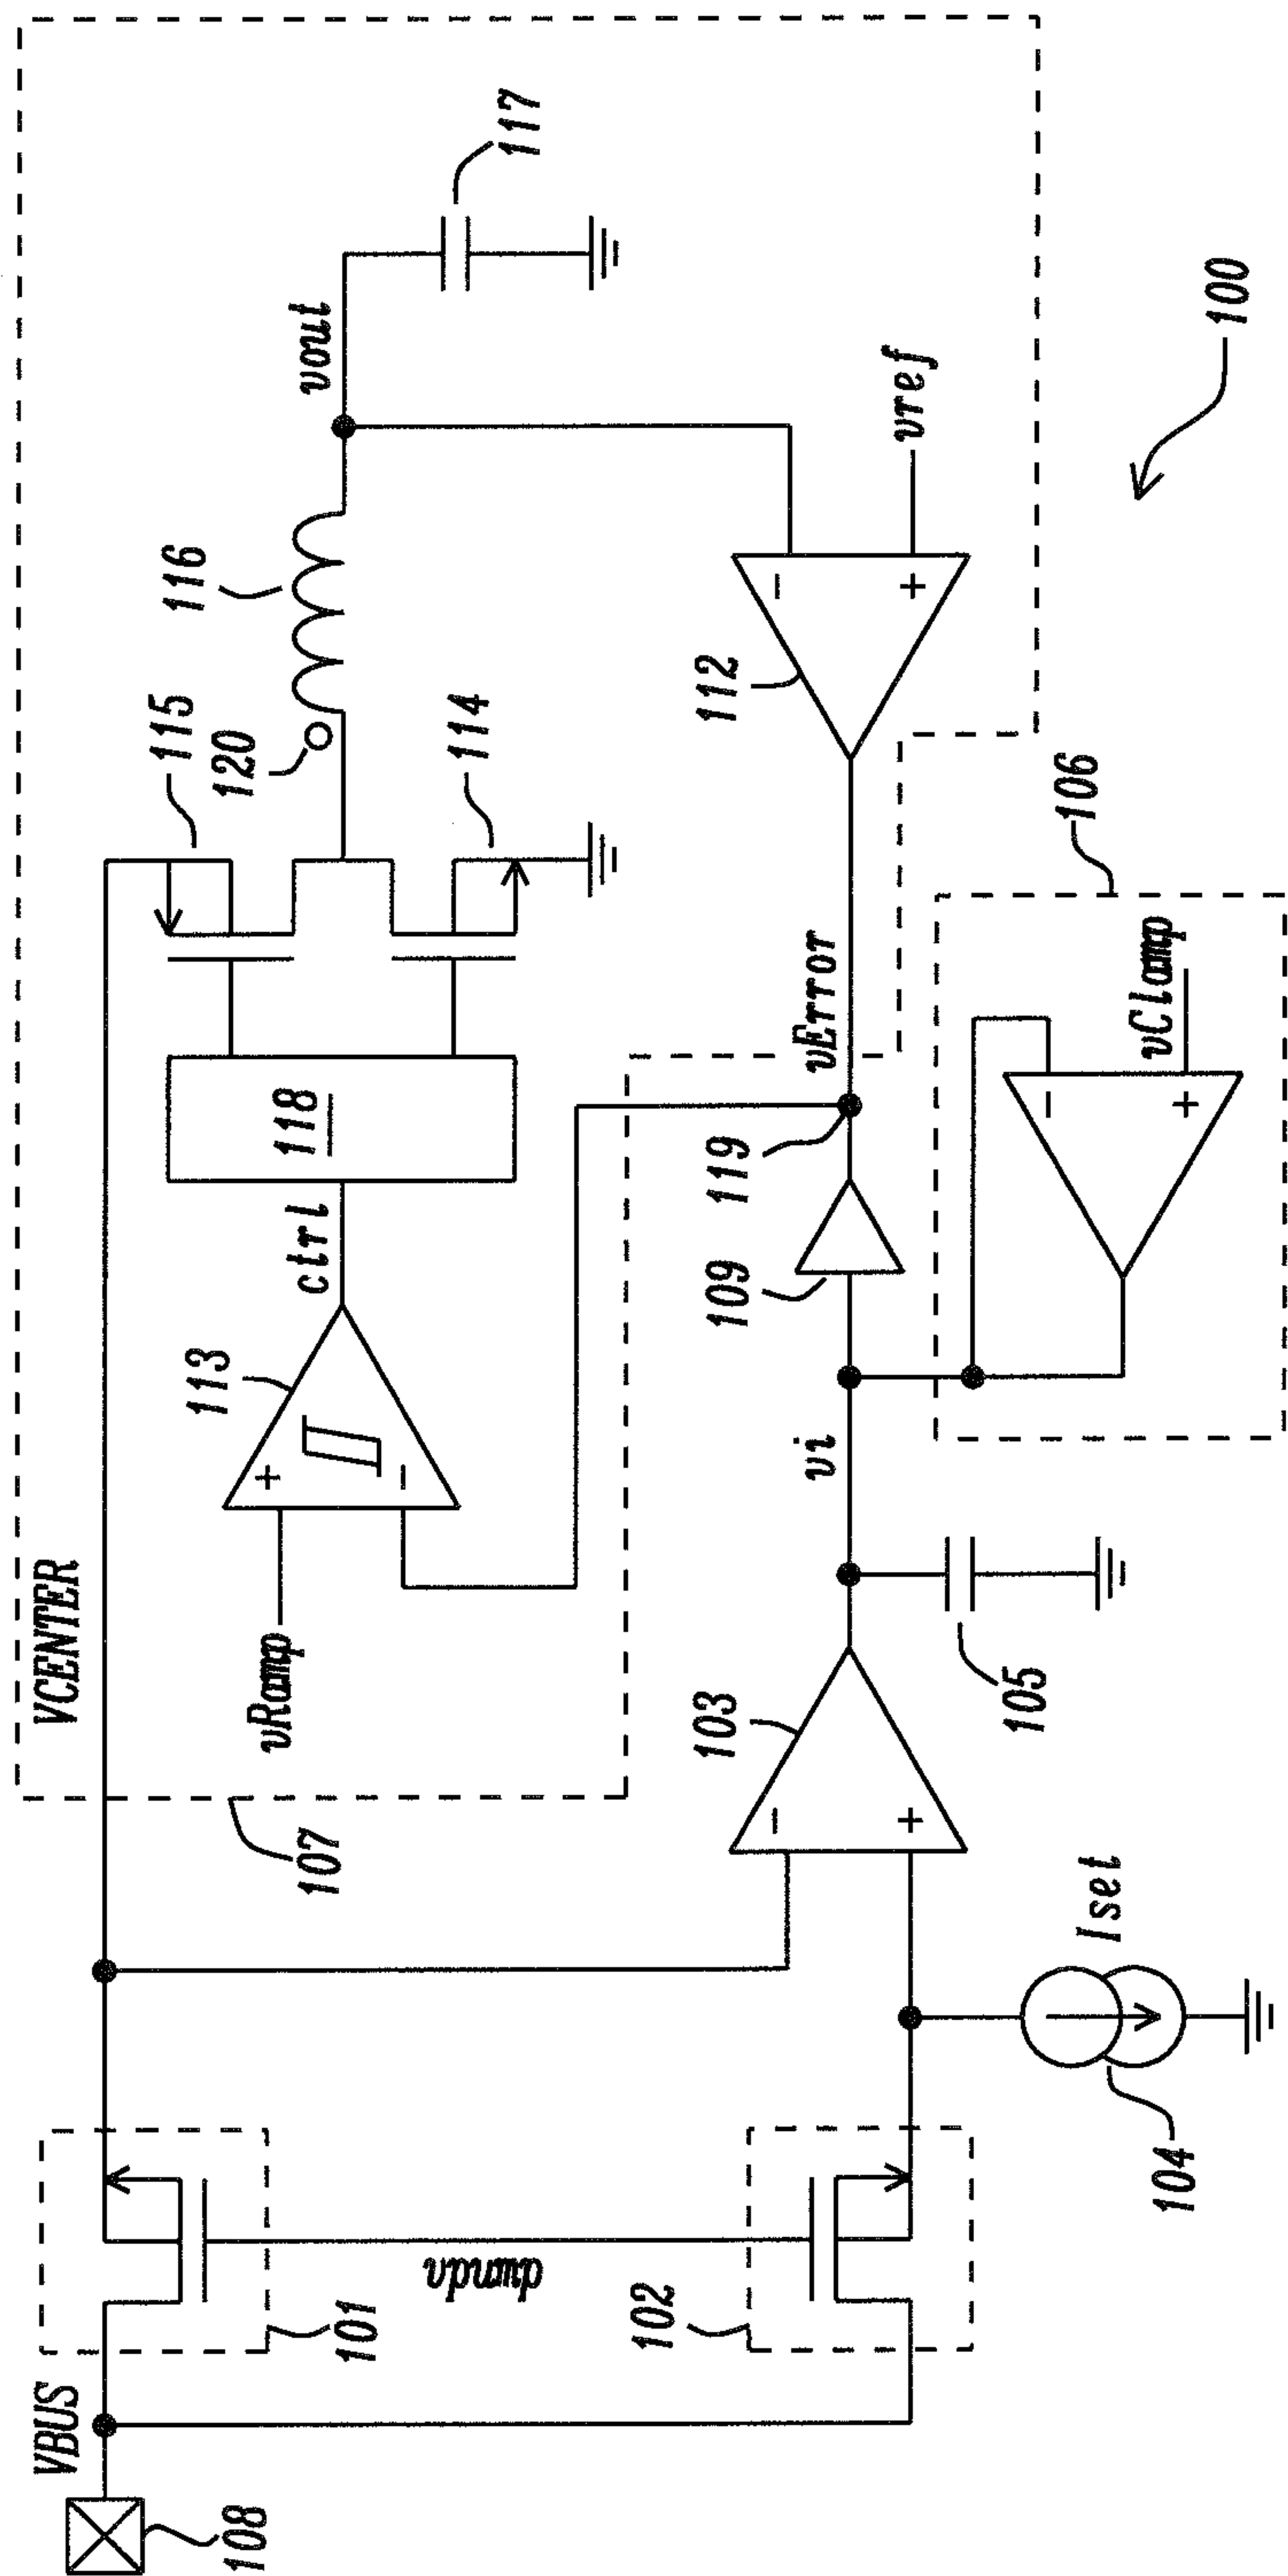 VBUS
VCENTER
115
113
120
116
108
vRamp
ctrl
118
vout
107
101
114
117
vpump
102
103
109
119
112
vi
vError
vref
105
106
Iset
vClamp
104
100
+
−
−
+
−
+
−
+